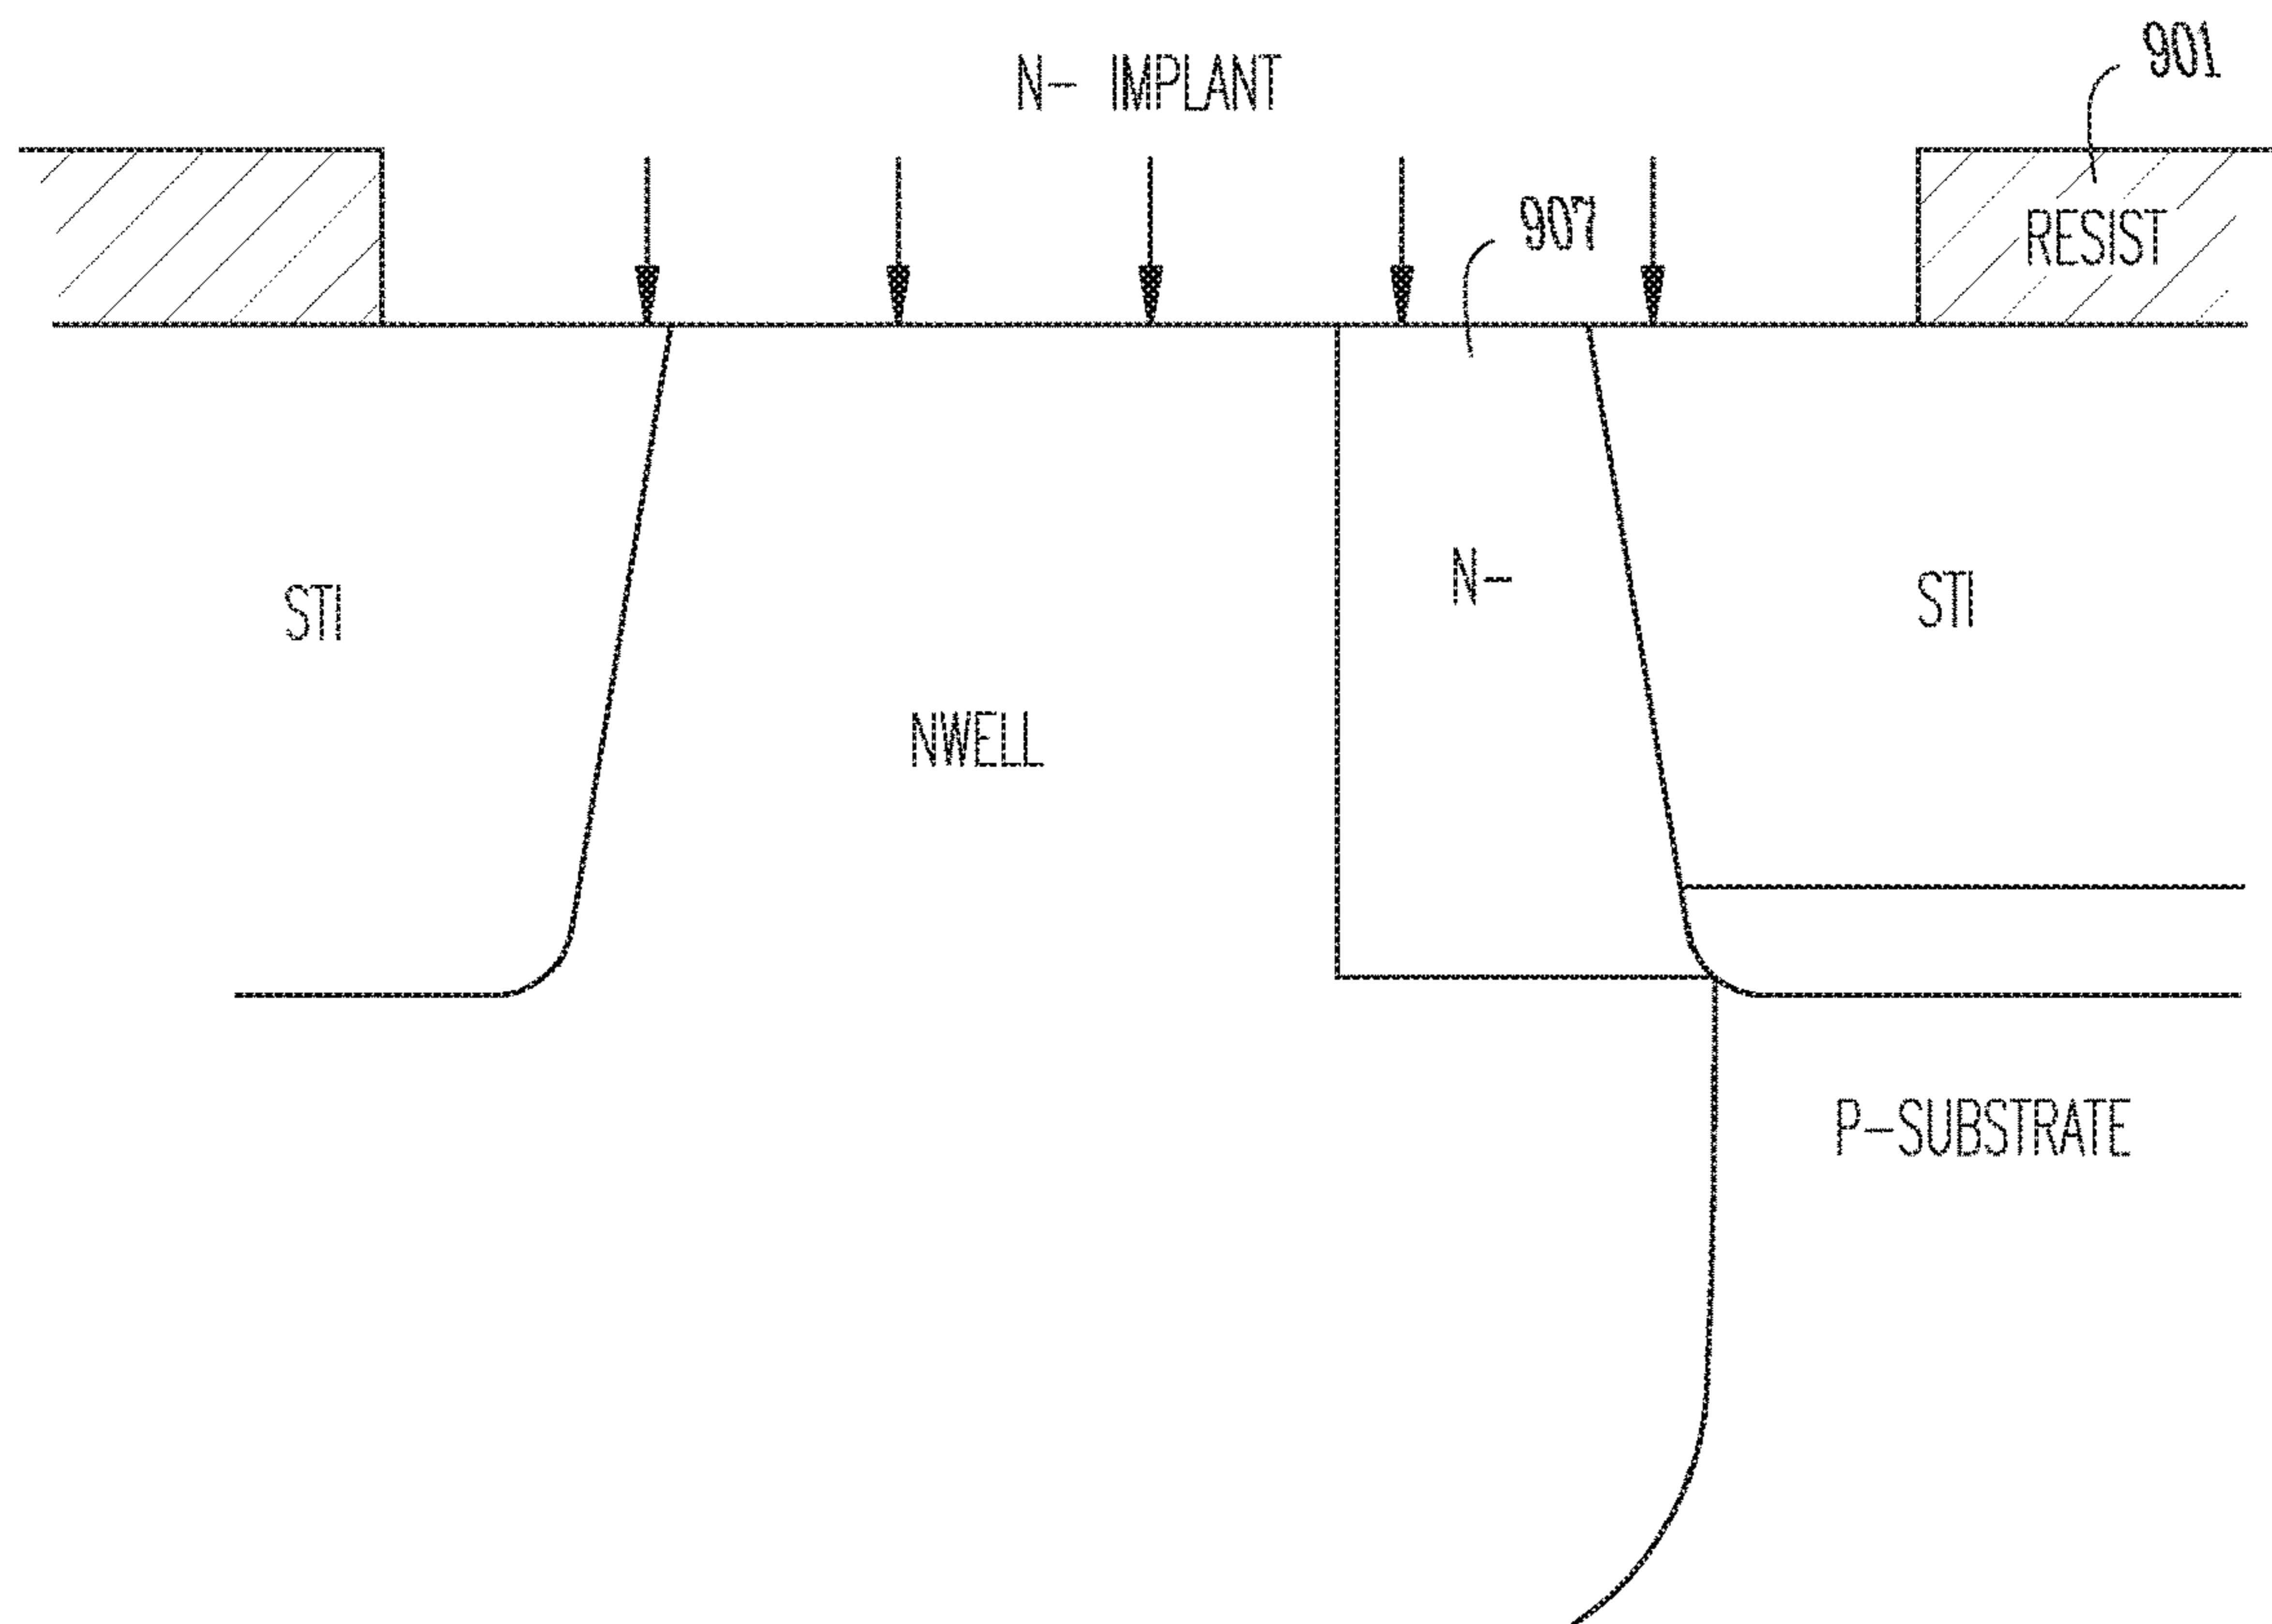 N- IMPLANT
901
907
RESIST
N-
STI
STI
NWELL
P-SUBSTRATE